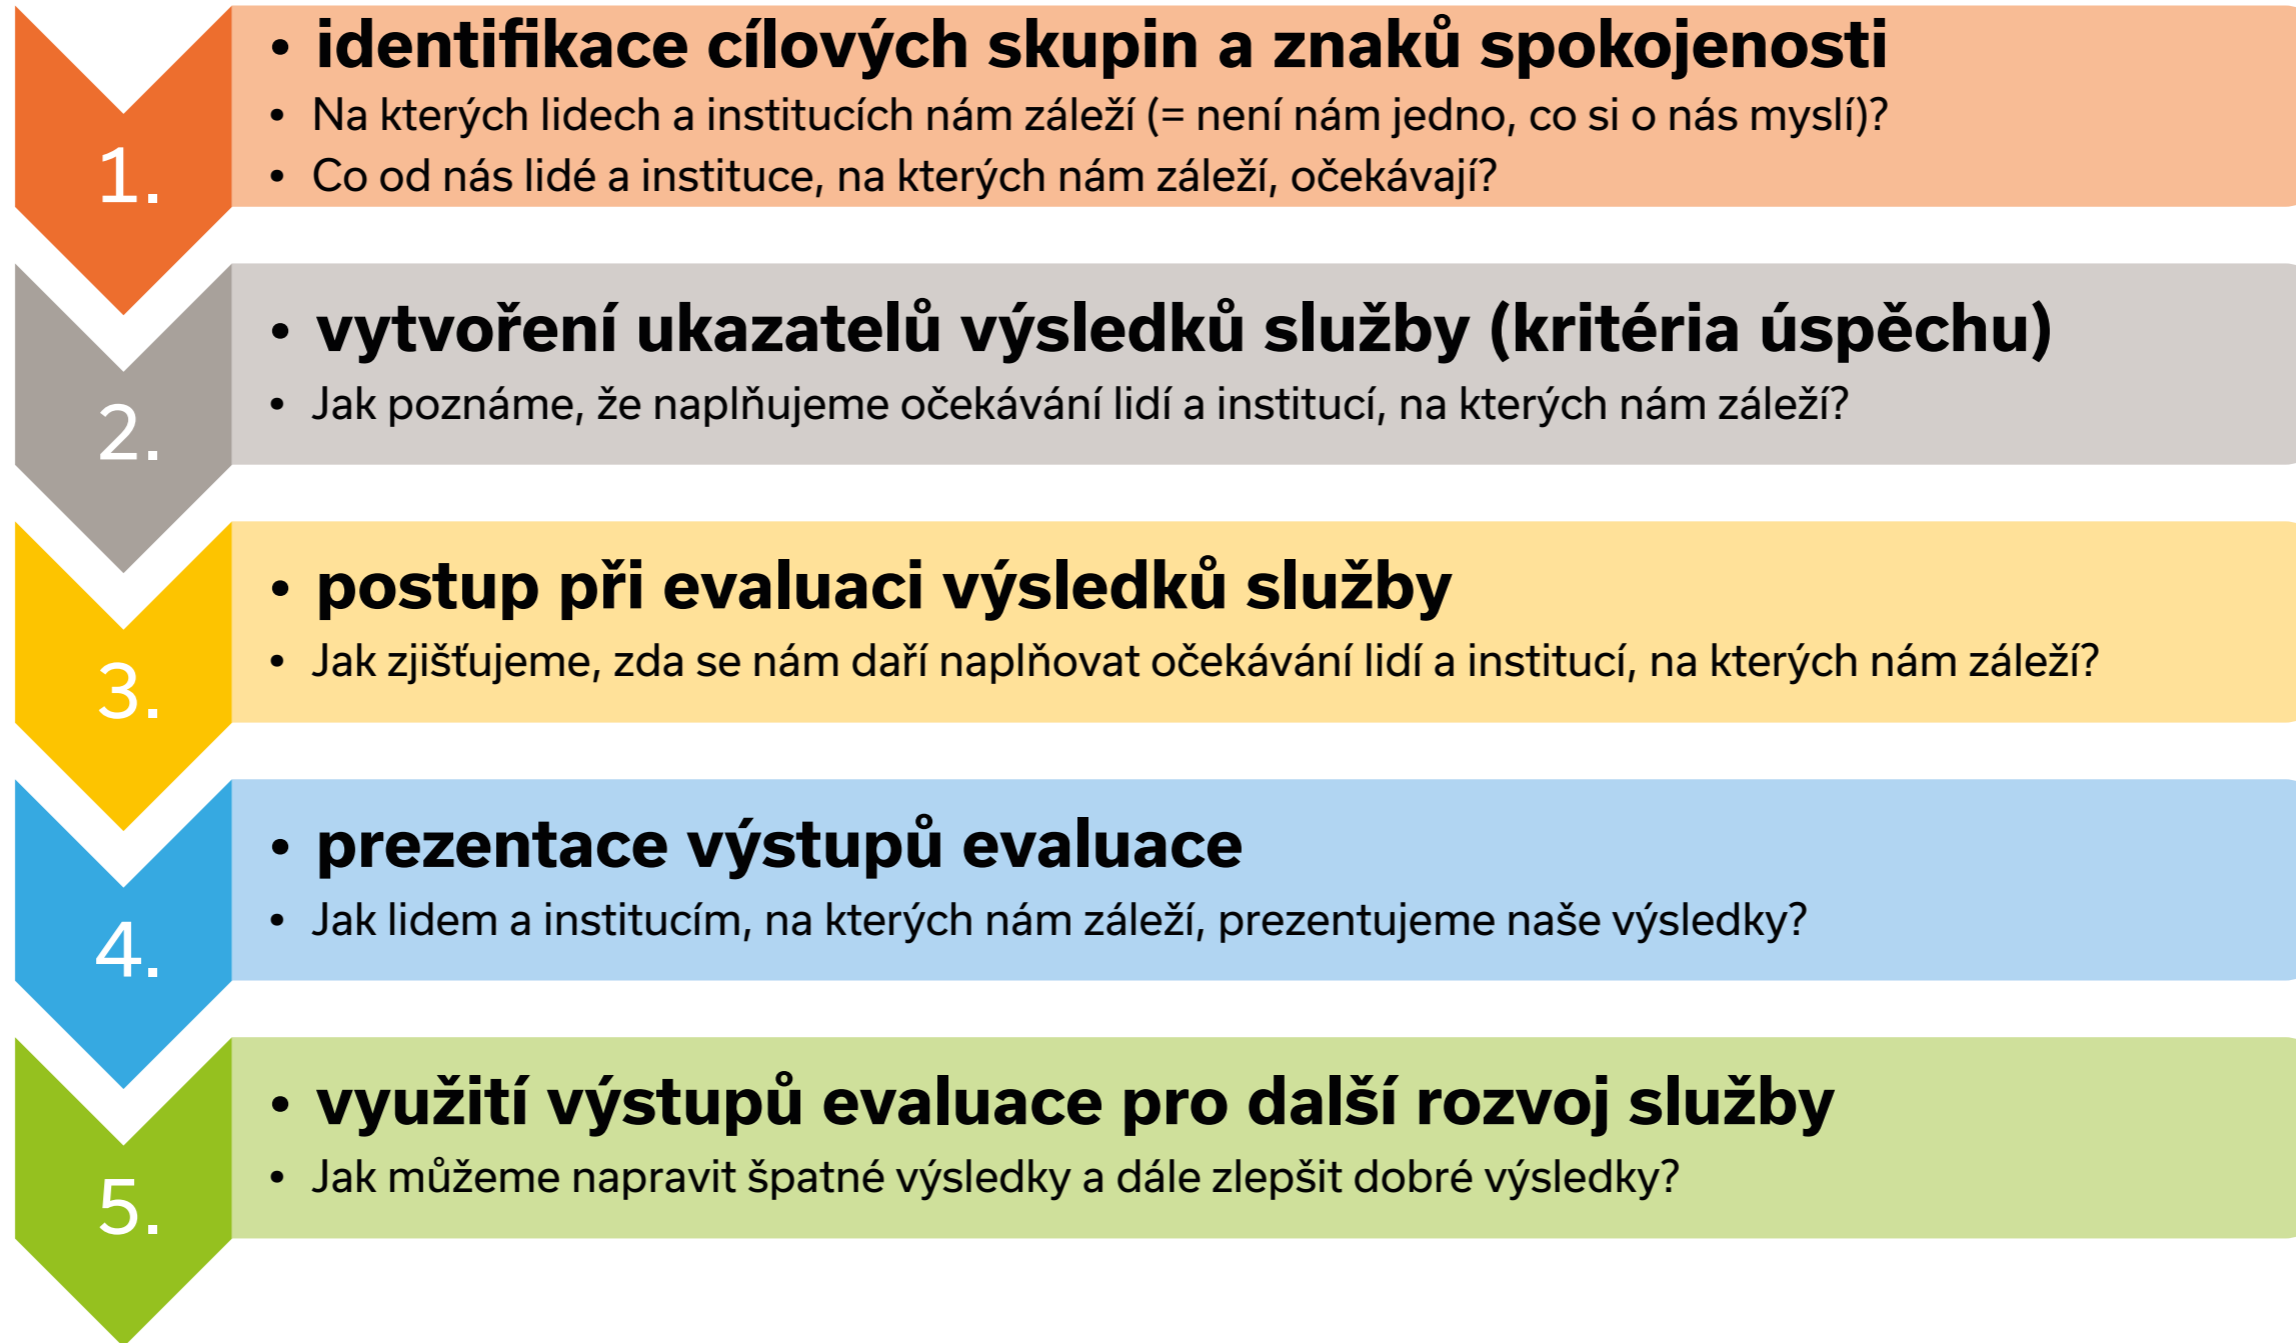 1.
• identifikace cílových skupin a znaků spokojenosti
• Na kterých lidech a institucích nám záleží (= není nám jedno, co si o nás myslí)?
• Co od nás lidé a instituce, na kterých nám záleží, očekávají?
2.
• vytvoření ukazatelů výsledků služby (kritéria úspěchu)
• Jak poznáme, že naplňujeme očekávání lidí a institucí, na kterých nám záleží?
3.
• postup při evaluaci výsledků služby
• Jak zjišťujeme, zda se nám daří naplňovat očekávání lidí a institucí, na kterých nám záleží?
4.
• prezentace výstupů evaluace
• Jak lidem a institucím, na kterých nám záleží, prezentujeme naše výsledky?
5.
• využití výstupů evaluace pro další rozvoj služby
• Jak můžeme napravit špatné výsledky a dále zlepšit dobré výsledky?